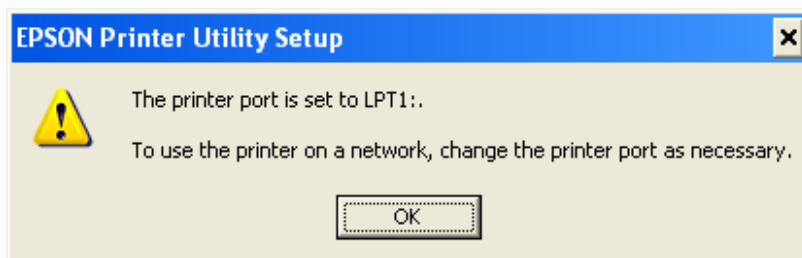 EPSON Printer Utility Setup
The printer port is set to LPT1:.
To use the printer on a network, change the printer port as necessary.
OK